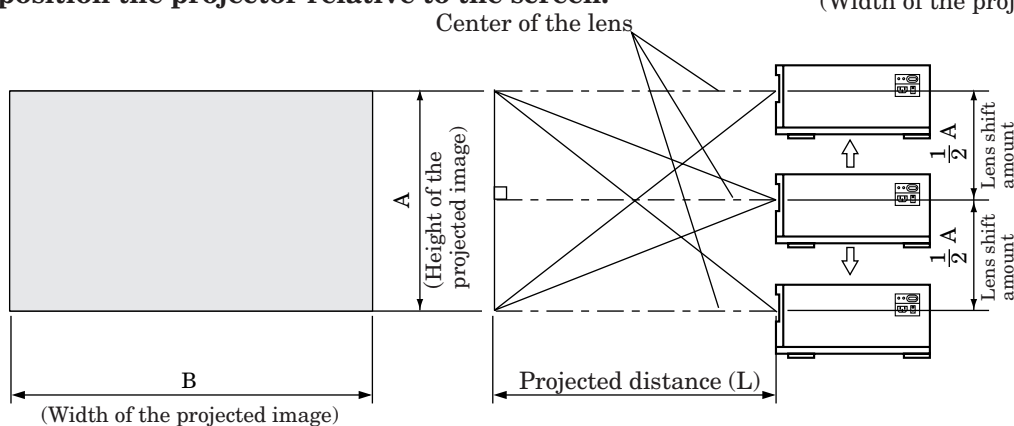 position the projector relative to the screen.
(Width of the proj
Center of the lens
A
(Height of the
projected image)
1/2 A
Lens shift
amount
1/2 A
Lens shift
amount
B
(Width of the projected image)
Projected distance (L)